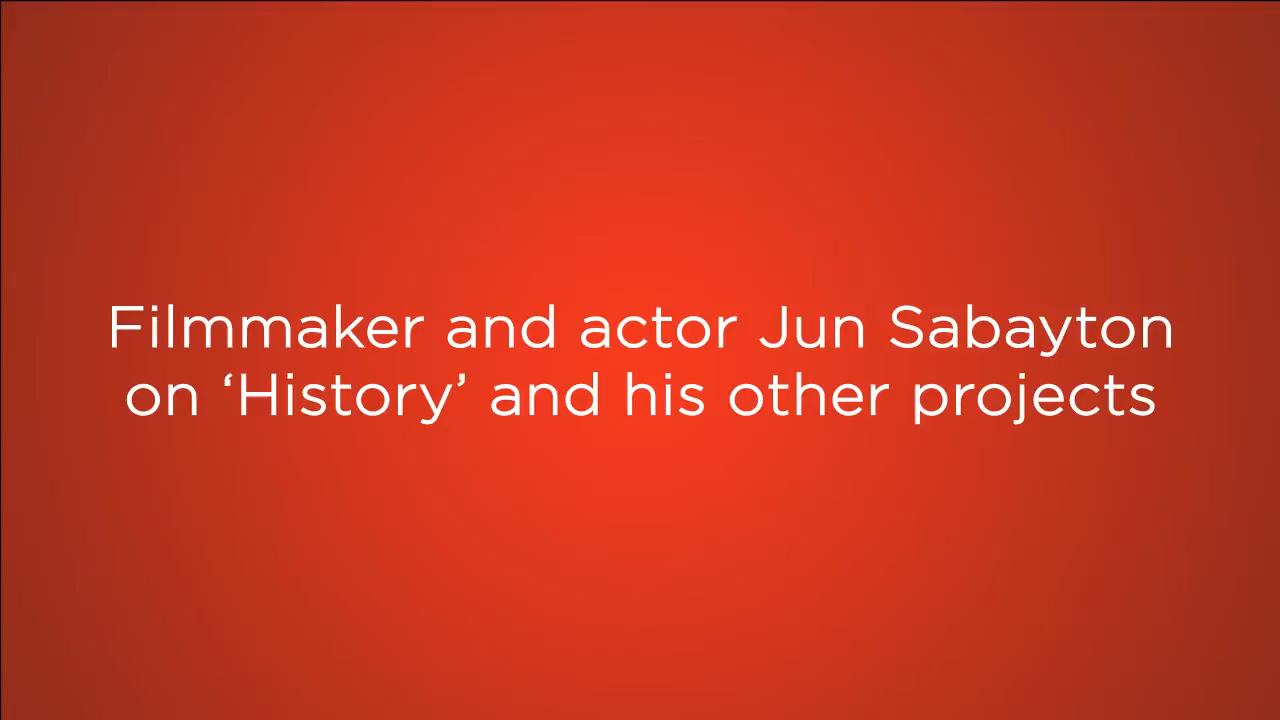 Filmmaker and actor Jun Sabayton
on ‘History’ and his other projects